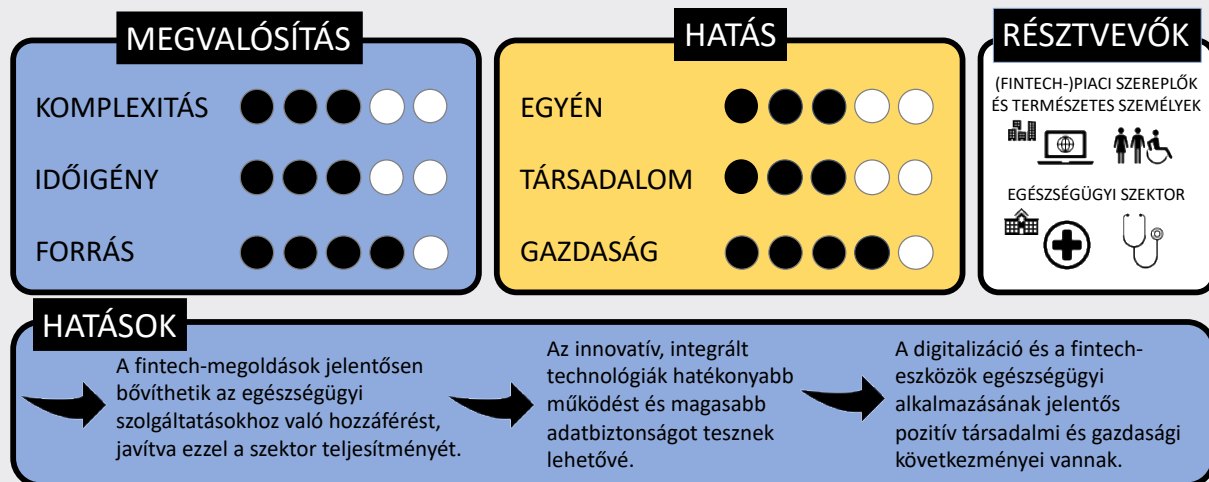 MEGVALÓSÍTÁS
KOMPLEXITÁS
IDŐIGÉNY
FORRÁS
HATÁS
EGYÉN
TÁRSADALOM
GAZDASÁG
RÉSZTVEVŐK
(FINTECH-)PIACI SZEREPLŐK
ÉS TERMÉSZETES SZEMÉLYEK
EGÉSZSÉGÜGYI SZEKTOR
HATÁSOK
A fintech-megoldások jelentősen
bővíthetik az egészségügyi
szolgáltatásokhoz való hozzáférést,
javítva ezzel a szektor teljesítményét.
Az innovatív, integrált
technológiák hatékonyabb
működést és magasabb
adatbiztonságot tesznek
lehetővé.
A digitalizáció és a fintech-
eszközök egészségügyi
alkalmazásának jelentős
pozitív társadalmi és gazdasági
következményei vannak.